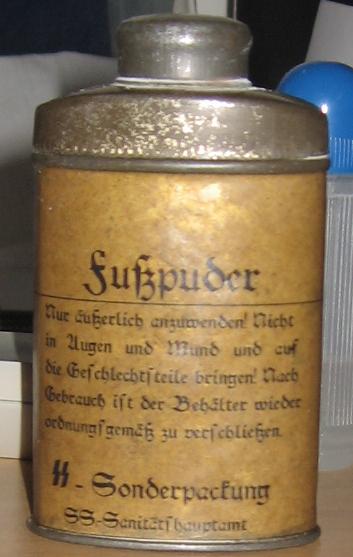 Fußpuder
Nur äußerlich anzuwenden! Nicht
in Augen und Mund und auf
die Geschlechtsteile bringen! Nach
Gebrauch ist der Behälter wieder
ordnungsgemäß zu verschließen.
SS-Sonderpackung
SS-Sanitätshauptamt